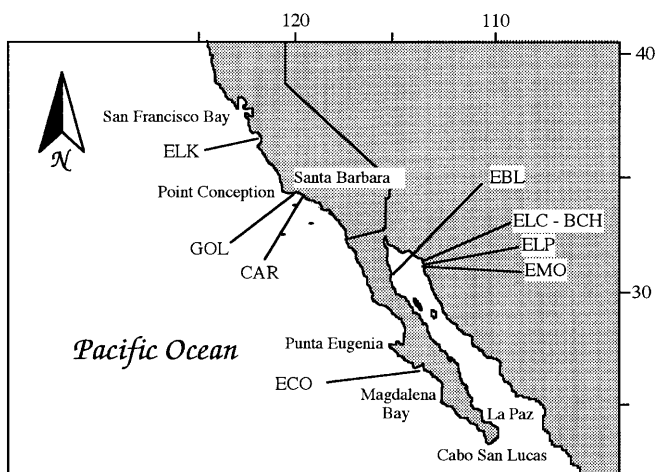 120
110
40
San Francisco Bay
ELK
N
Santa Barbara
EBL
Point Conception
ELC - BCH
GOL
ELP
CAR
EMO
30
Pacific Ocean
Punta Eugenia
ECO
Magdalena
Bay
La Paz
Cabo San Lucas